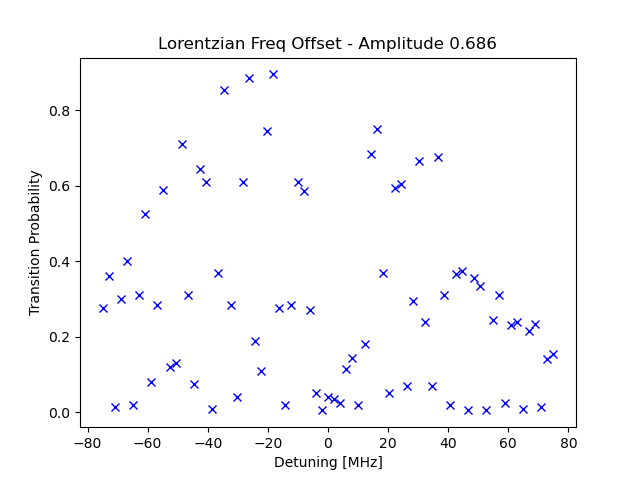 Lorentzian Freq Offset - Amplitude 0.686
Transition Probability
0.8
0.6
0.4
0.2
0.0
−80 −60 −40 −20 0 20 40 60 80
Detuning [MHz]